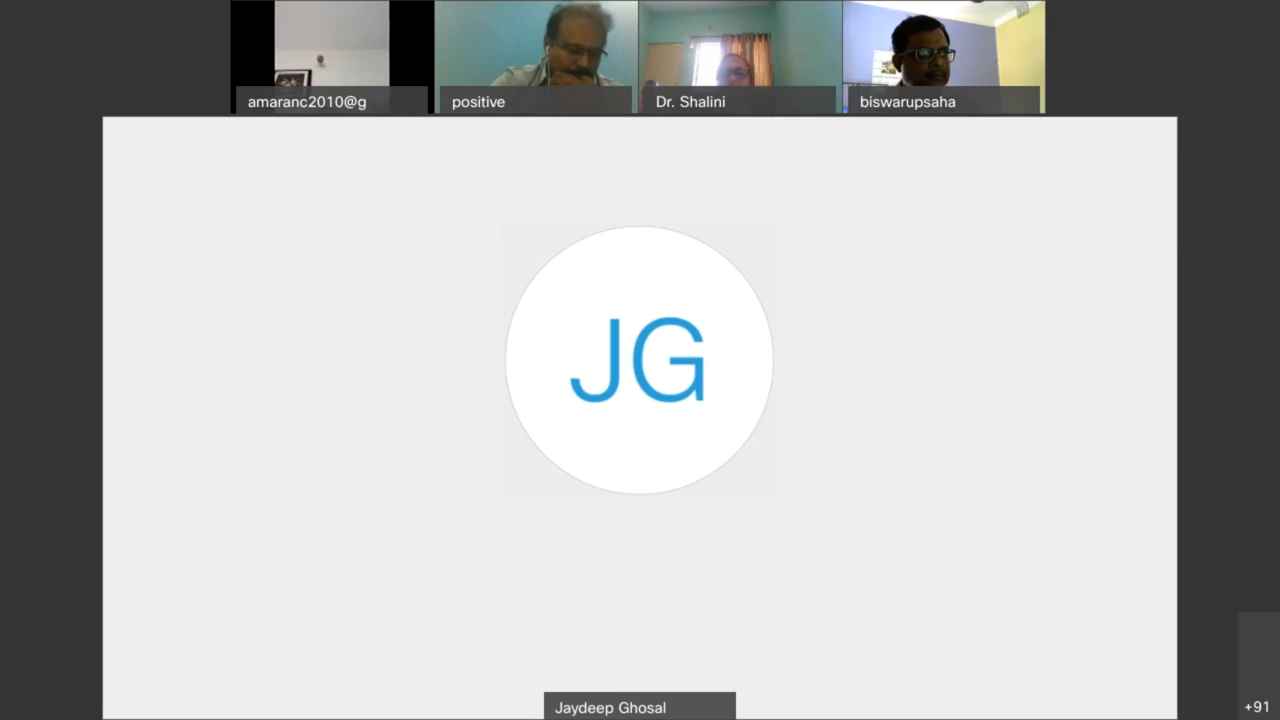 amaranc2010@g
positive
Dr. Shalini
biswarupsaha
JG
Jaydeep Ghosal
+91